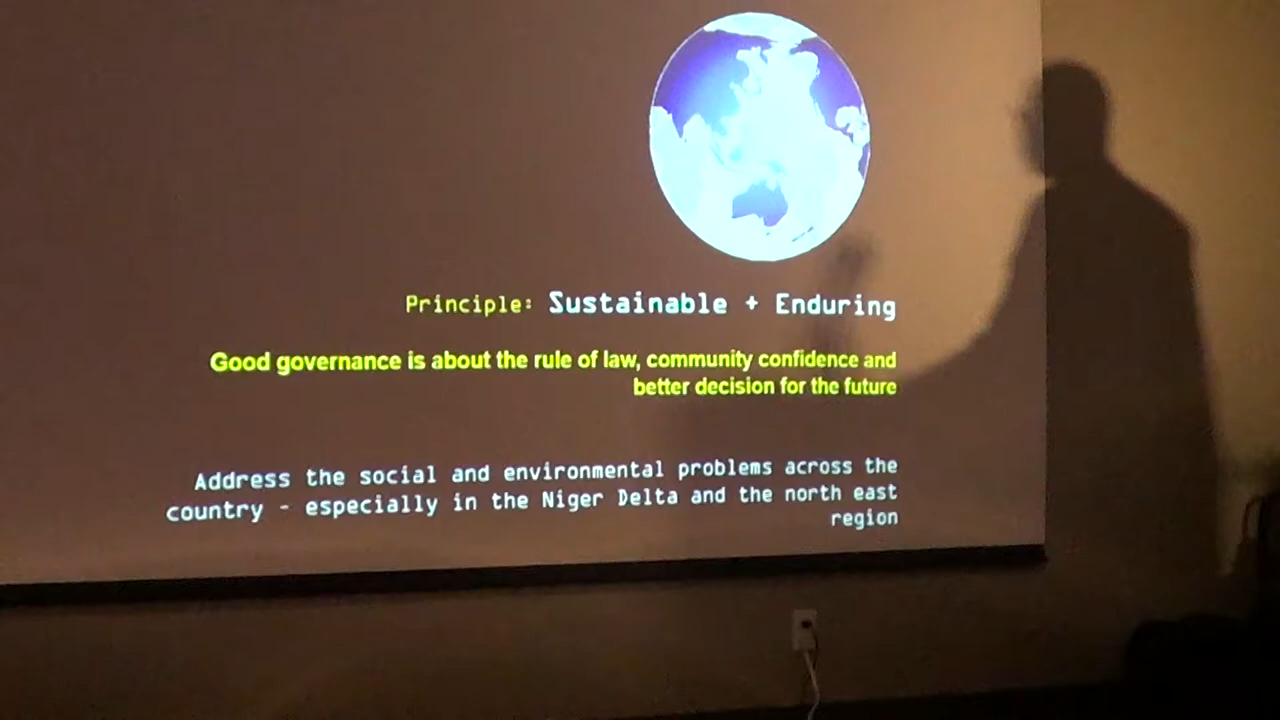 Principle: Sustainable + Enduring
Good governance is about the rule of law, community confidence and
better decision for the future
Address the social and environmental problems across the
country - especially in the Niger Delta and the north east
region